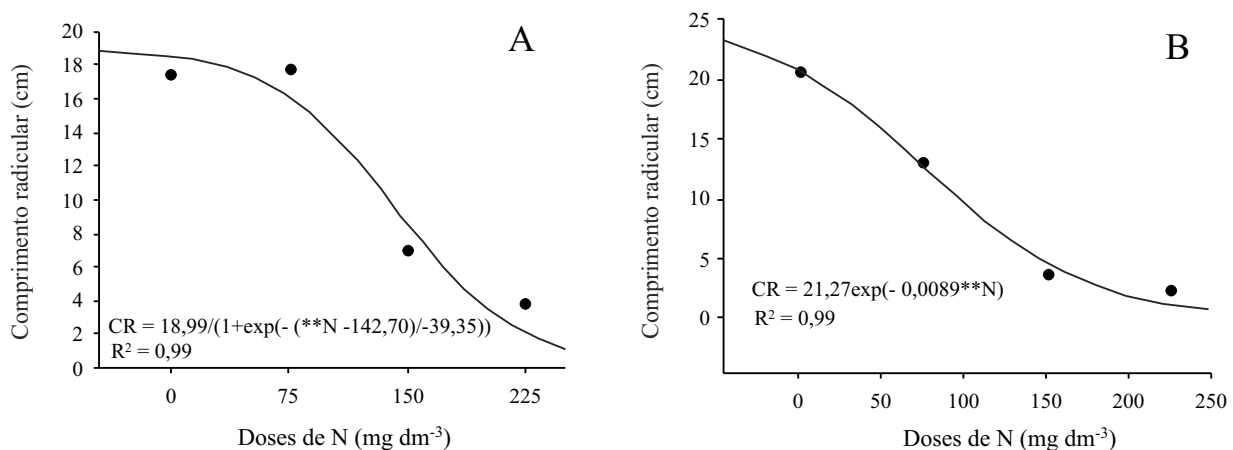 A
Comprimento radicular (cm)
20
18
16
14
12
10
8
6
4
2
0
CR = 18,99/(1+exp(- (**N -142,70)/-39,35))
R² = 0,99
0 75 150 225
Doses de N (mg dm⁻³)
B
Comprimento radicular (cm)
25
20
15
10
5
0
CR = 21,27exp(- 0,0089**N)
R² = 0,99
0 50 100 150 200 250
Doses de N (mg dm⁻³)